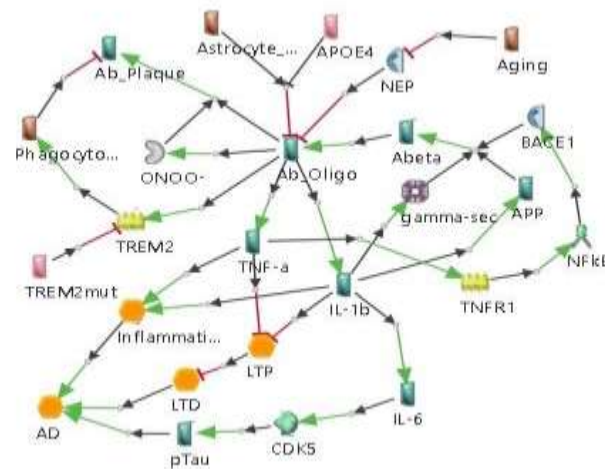 Astrocyte_...
APOE4
Ab_Plaque
NEP
Aging
Phagocyto...
ONOO-
Ab_Oligo
Abeta
BACE1
gamma-sec
APP
TREM2
TNF-a
NFkB
TREM2mut
IL-1b
TNFR1
Inflammati...
LTP
LTD
AD
IL-6
pTau
CDK5